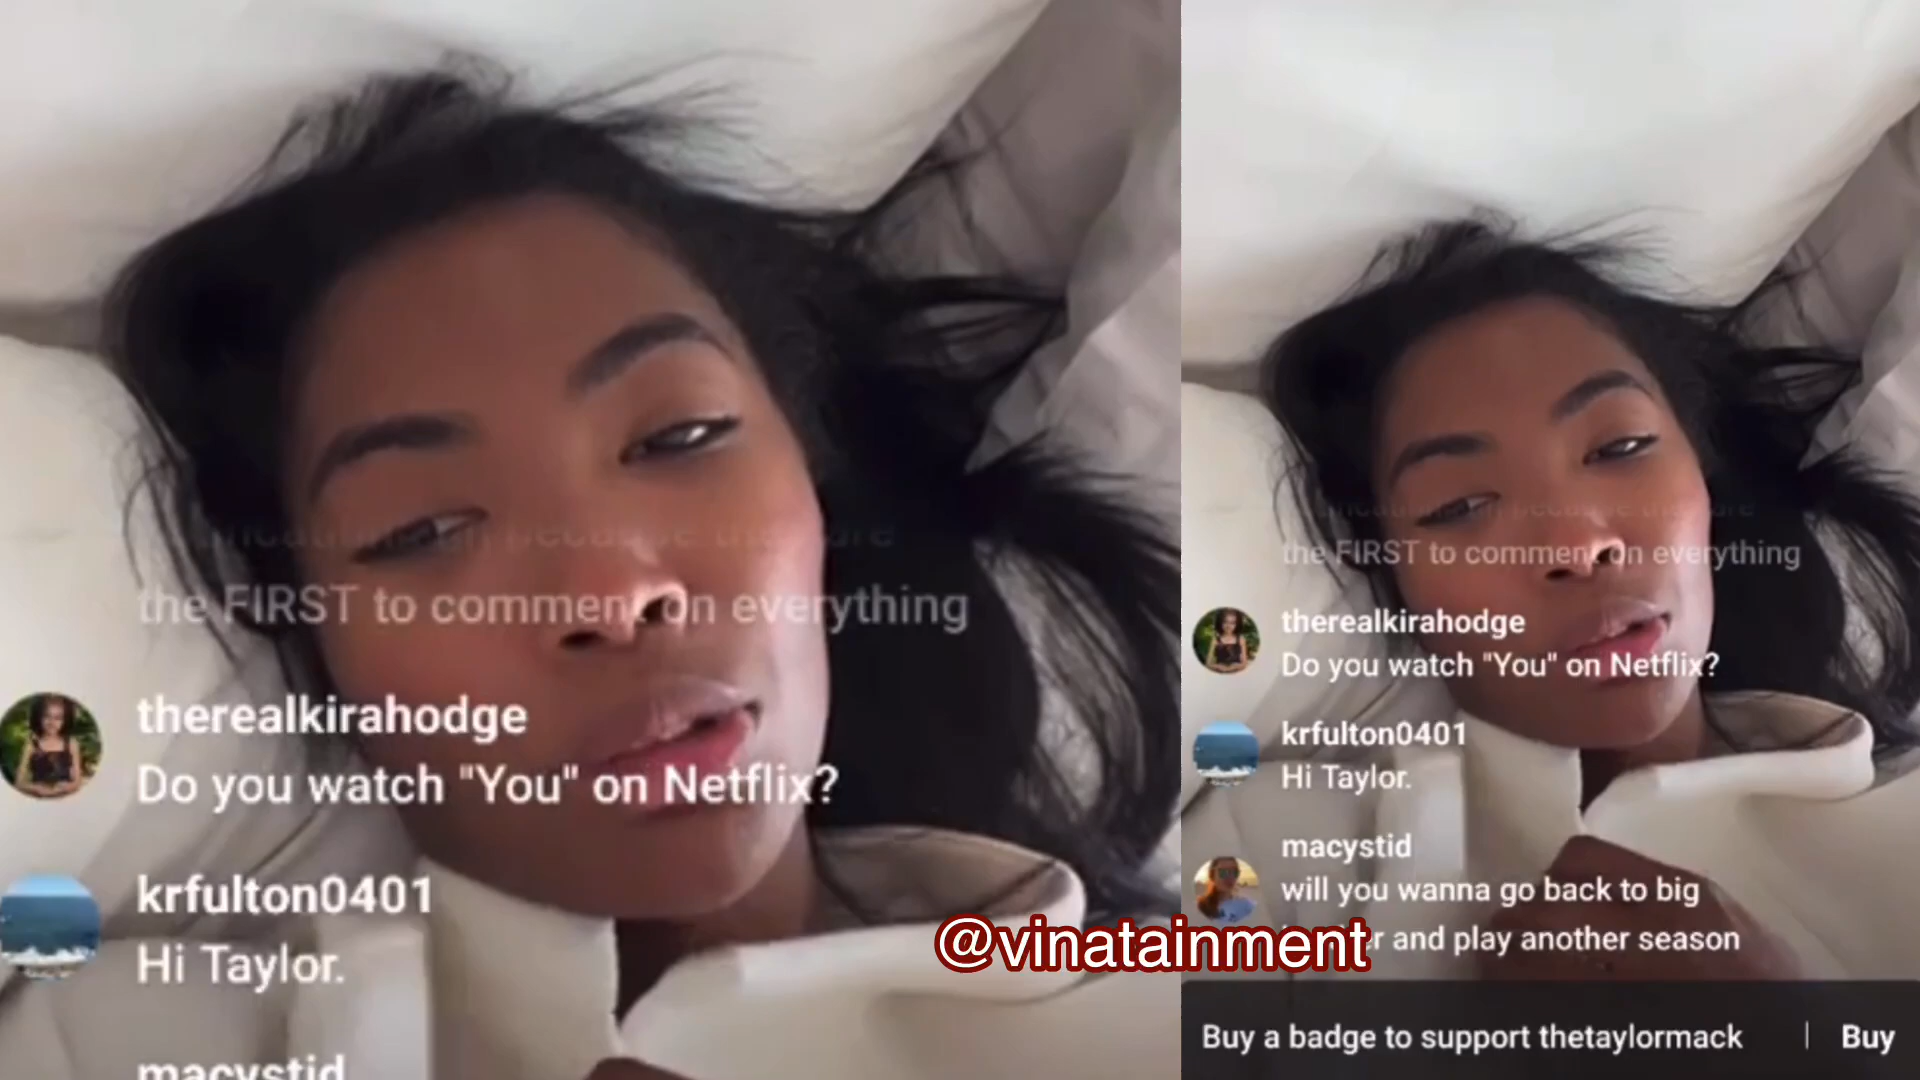 the FIRST to comment on everything
therealkirahodge
Do you watch "You" on Netflix?
krfulton0401
Hi Taylor.
macystid
because
the FIRST to comment on everything
therealkirahodge
Do you watch "You" on Netflix?
krfulton0401
Hi Taylor.
macystid
will you wanna go back to big
and play another season
@vinatainment
Buy a badge to support thetaylormack | Buy